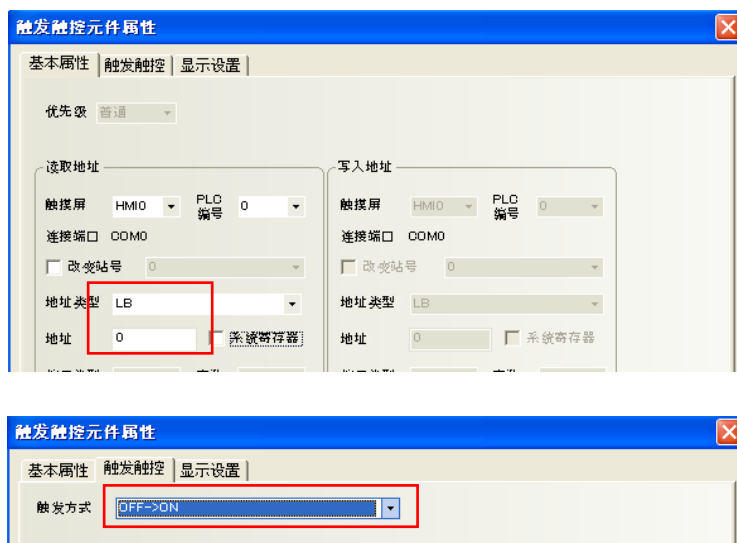 触发触控元件属性
基本属性 触发触控 显示设置
优先级 普通
读取地址 写入地址
触摸屏 HMI0 PLC编号 0 触摸屏 HMI0 PLC编号 0
连接端口 COM0 连接端口 COM0
改变站号 0 改变站号 0
地址类型 LB 地址类型 LB
地址 0 系统寄存器 地址 0 系统寄存器
触发触控元件属性
基本属性 触发触控 显示设置
触发方式 OFF->ON